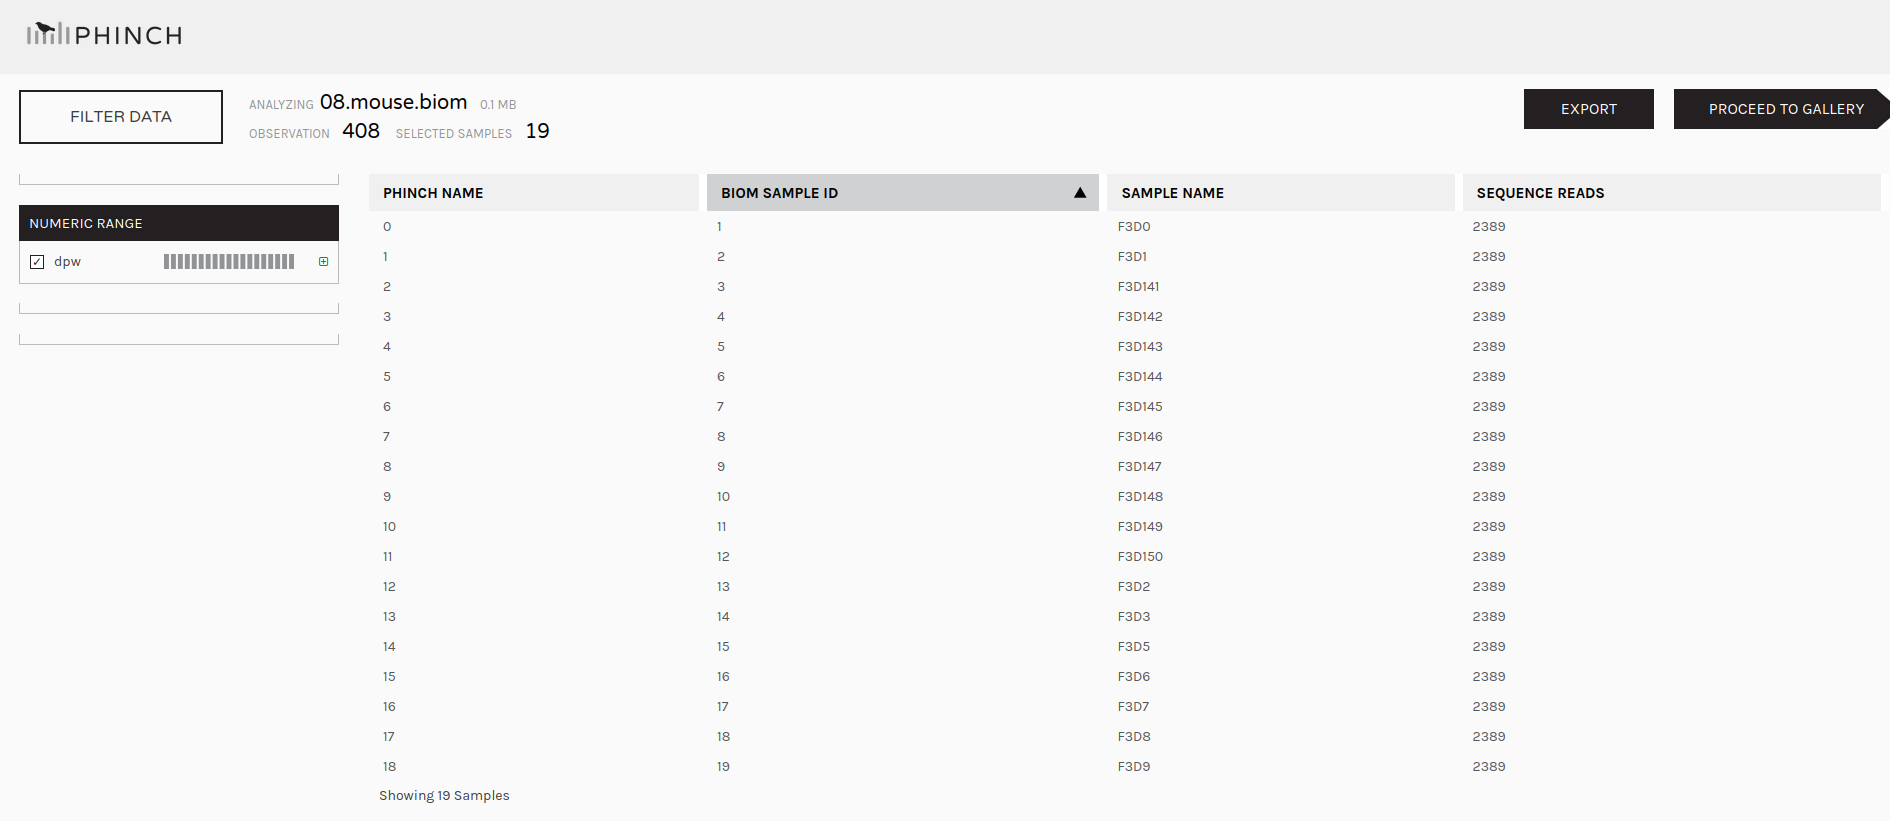 PHINCH
FILTER DATA
ANALYZING 08.mouse.biom 0.1 MB
OBSERVATION 408 SELECTED SAMPLES 19
EXPORT
PROCEED TO GALLERY
NUMERIC RANGE
dpw
PHINCH NAME BIOM SAMPLE ID SAMPLE NAME SEQUENCE READS
0 1 F3D0 2389
1 2 F3D1 2389
2 3 F3D141 2389
3 4 F3D142 2389
4 5 F3D143 2389
5 6 F3D144 2389
6 7 F3D145 2389
7 8 F3D146 2389
8 9 F3D147 2389
9 10 F3D148 2389
10 11 F3D149 2389
11 12 F3D150 2389
12 13 F3D2 2389
13 14 F3D3 2389
14 15 F3D5 2389
15 16 F3D6 2389
16 17 F3D7 2389
17 18 F3D8 2389
18 19 F3D9 2389
Showing 19 Samples